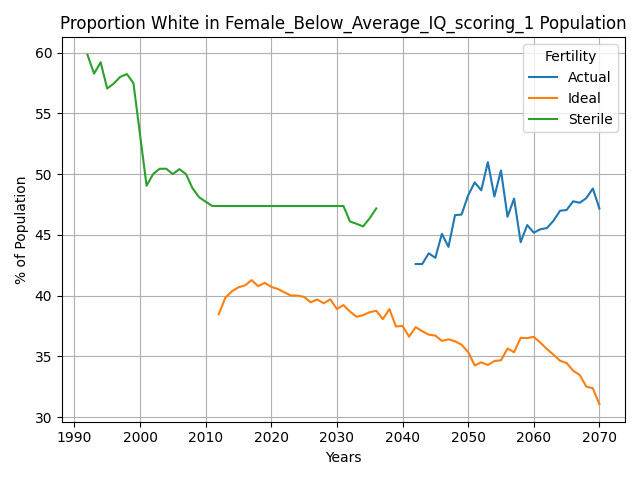 Proportion White in Female_Below_Average_IQ_scoring_1 Population
Fertility
Actual
Ideal
Sterile
% of Population
60
55
50
45
40
35
30
1990 2000 2010 2020 2030 2040 2050 2060 2070
Years